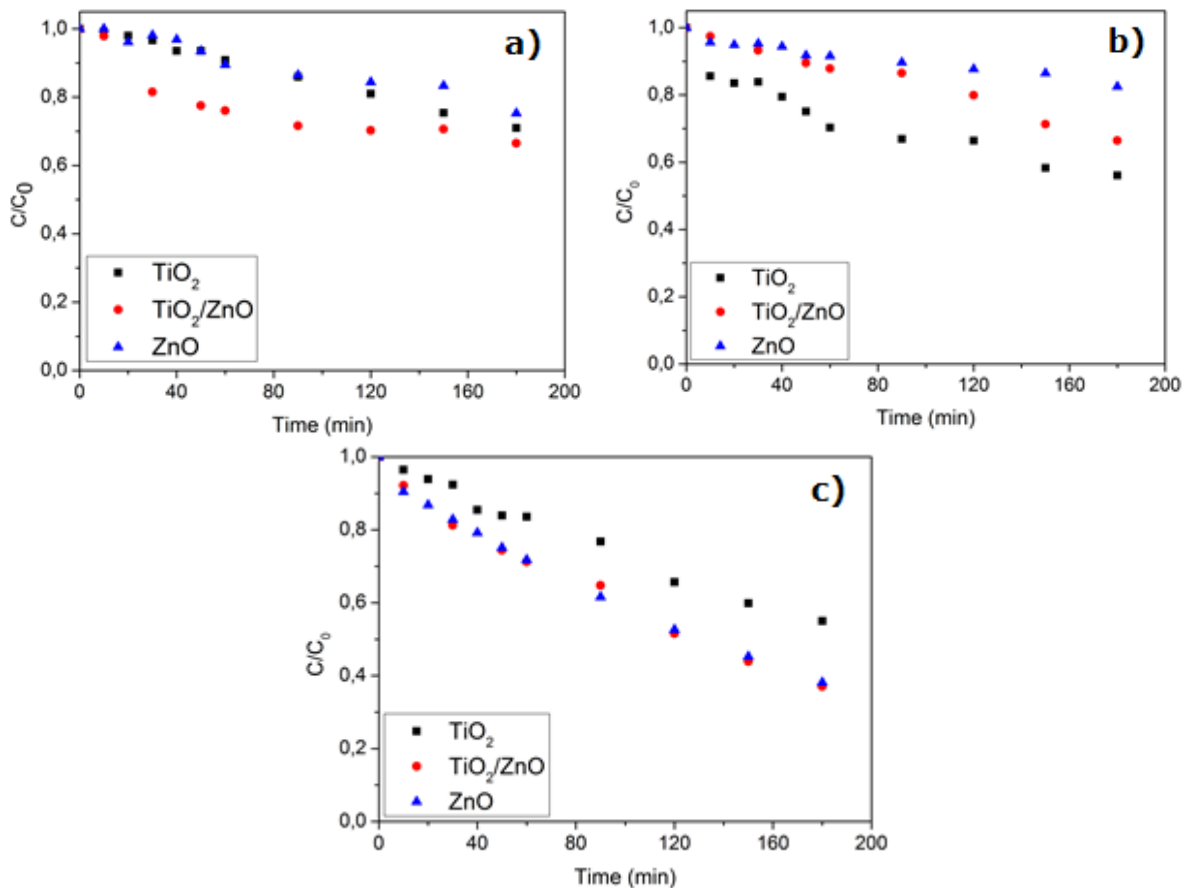 a)
1,0
0,8
0,6
0,4
0,2
0,0
C/C₀
TiO₂
TiO₂/ZnO
ZnO
0 40 80 120 160 200
Time (min)
b)
1,0
0,8
0,6
0,4
0,2
0,0
C/C₀
TiO₂
TiO₂/ZnO
ZnO
0 40 80 120 160 200
Time (min)
c)
1,0
0,8
0,6
0,4
0,2
0,0
C/C₀
TiO₂
TiO₂/ZnO
ZnO
0 40 80 120 160 200
Time (min)